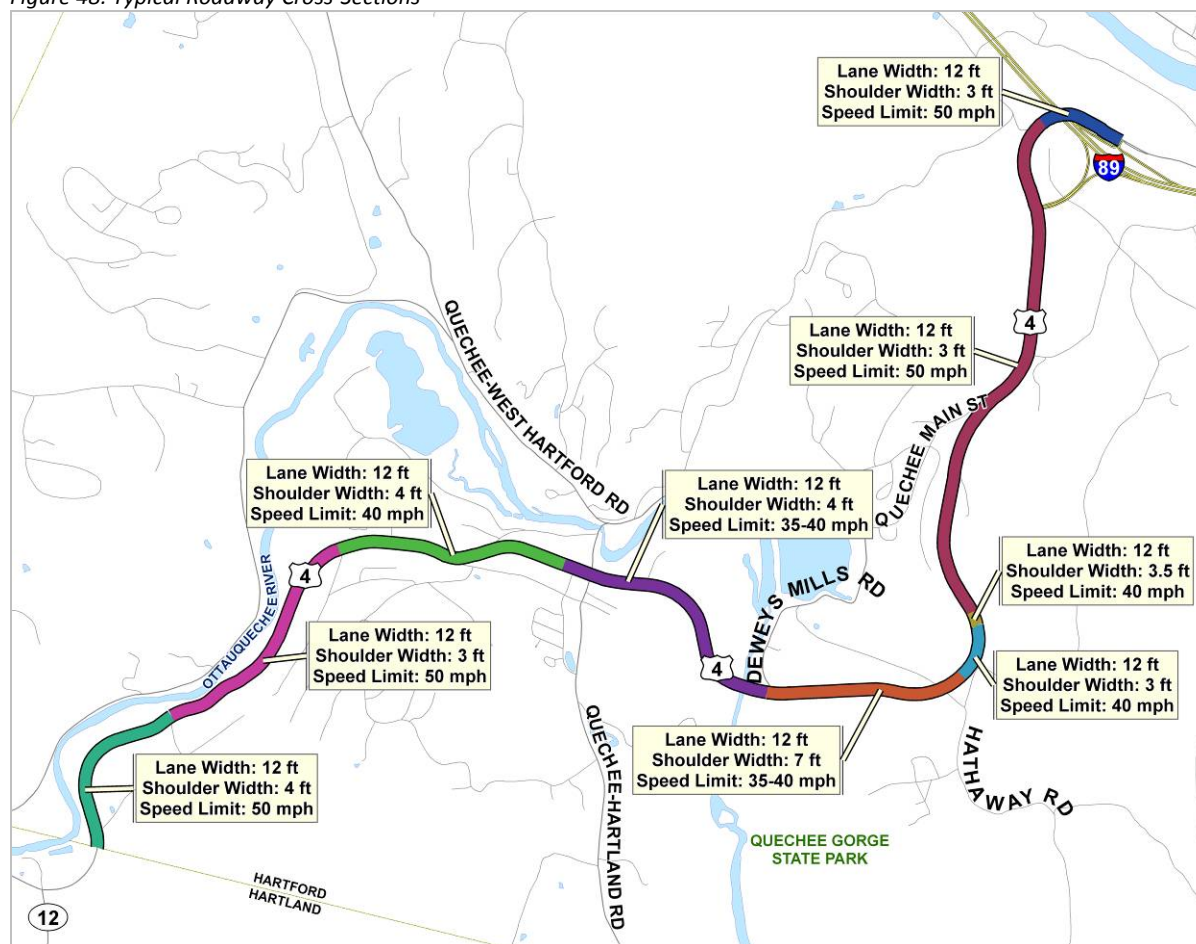 Figure 48: Typical Roadway Cross-Sections
Lane Width: 12 ft
Shoulder Width: 3 ft
Speed Limit: 50 mph
89
Lane Width: 12 ft
Shoulder Width: 3 ft
Speed Limit: 50 mph
4
QUECHEE-WEST HARTFORD RD
QUECHEE MAIN ST
Lane Width: 12 ft
Shoulder Width: 4 ft
Speed Limit: 40 mph
Lane Width: 12 ft
Shoulder Width: 4 ft
Speed Limit: 35-40 mph
Lane Width: 12 ft
Shoulder Width: 3.5 ft
Speed Limit: 40 mph
DEWEYS MILLS RD
4
OTTAUQUECHEE RIVER
Lane Width: 12 ft
Shoulder Width: 3 ft
Speed Limit: 50 mph
4
Lane Width: 12 ft
Shoulder Width: 3 ft
Speed Limit: 40 mph
QUECHEE-HARTLAND RD
Lane Width: 12 ft
Shoulder Width: 7 ft
Speed Limit: 35-40 mph
HATHAWAY RD
Lane Width: 12 ft
Shoulder Width: 4 ft
Speed Limit: 50 mph
QUECHEE GORGE
STATE PARK
HARTFORD
HARTLAND
12